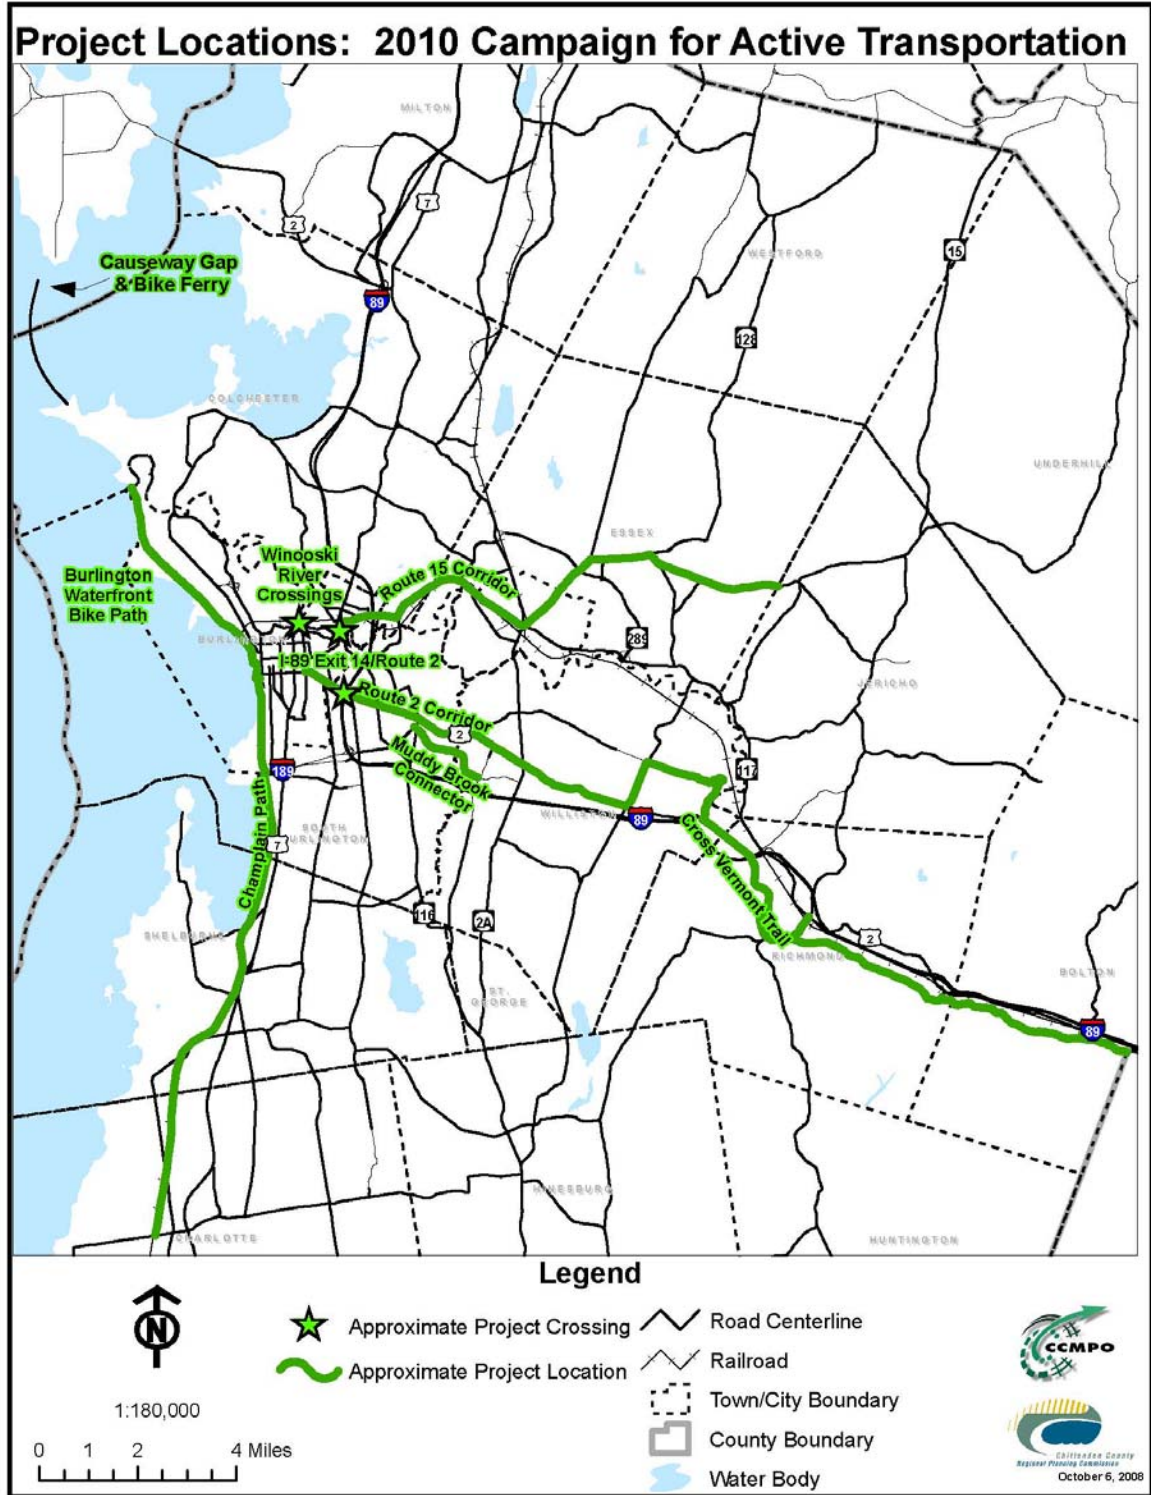 Project Locations: 2010 Campaign for Active Transportation
MILTON
7
2
WESTFORD
15
Causeway Gap
& Bike Ferry
89
128
COLCHESTER
UNDERHILL
ESSEX
Winooski
River
Crossings
Route 15 Corridor
Burlington
Waterfront
Bike Path
BURLINGTON
289
I-89 Exit 14/Route 2
JERICHO
Route 2 Corridor
2
Muddy Brook
Connector
189
117
Champlain Path
WILLISTON
89
SOUTH
BURLINGTON
7
Cross Vermont Trail
116
2A
SHELBURNE
2
RICHMOND
BOLTON
ST.
GEORGE
89
HINESBURG
CHARLOTTE
HUNTINGTON
Legend
N
Approximate Project Crossing
Road Centerline
Approximate Project Location
Railroad
CCMPO
Town/City Boundary
1:180,000
County Boundary
0 1 2 4 Miles
Water Body
Chittenden County
Regional Planning Commission
October 6, 2008